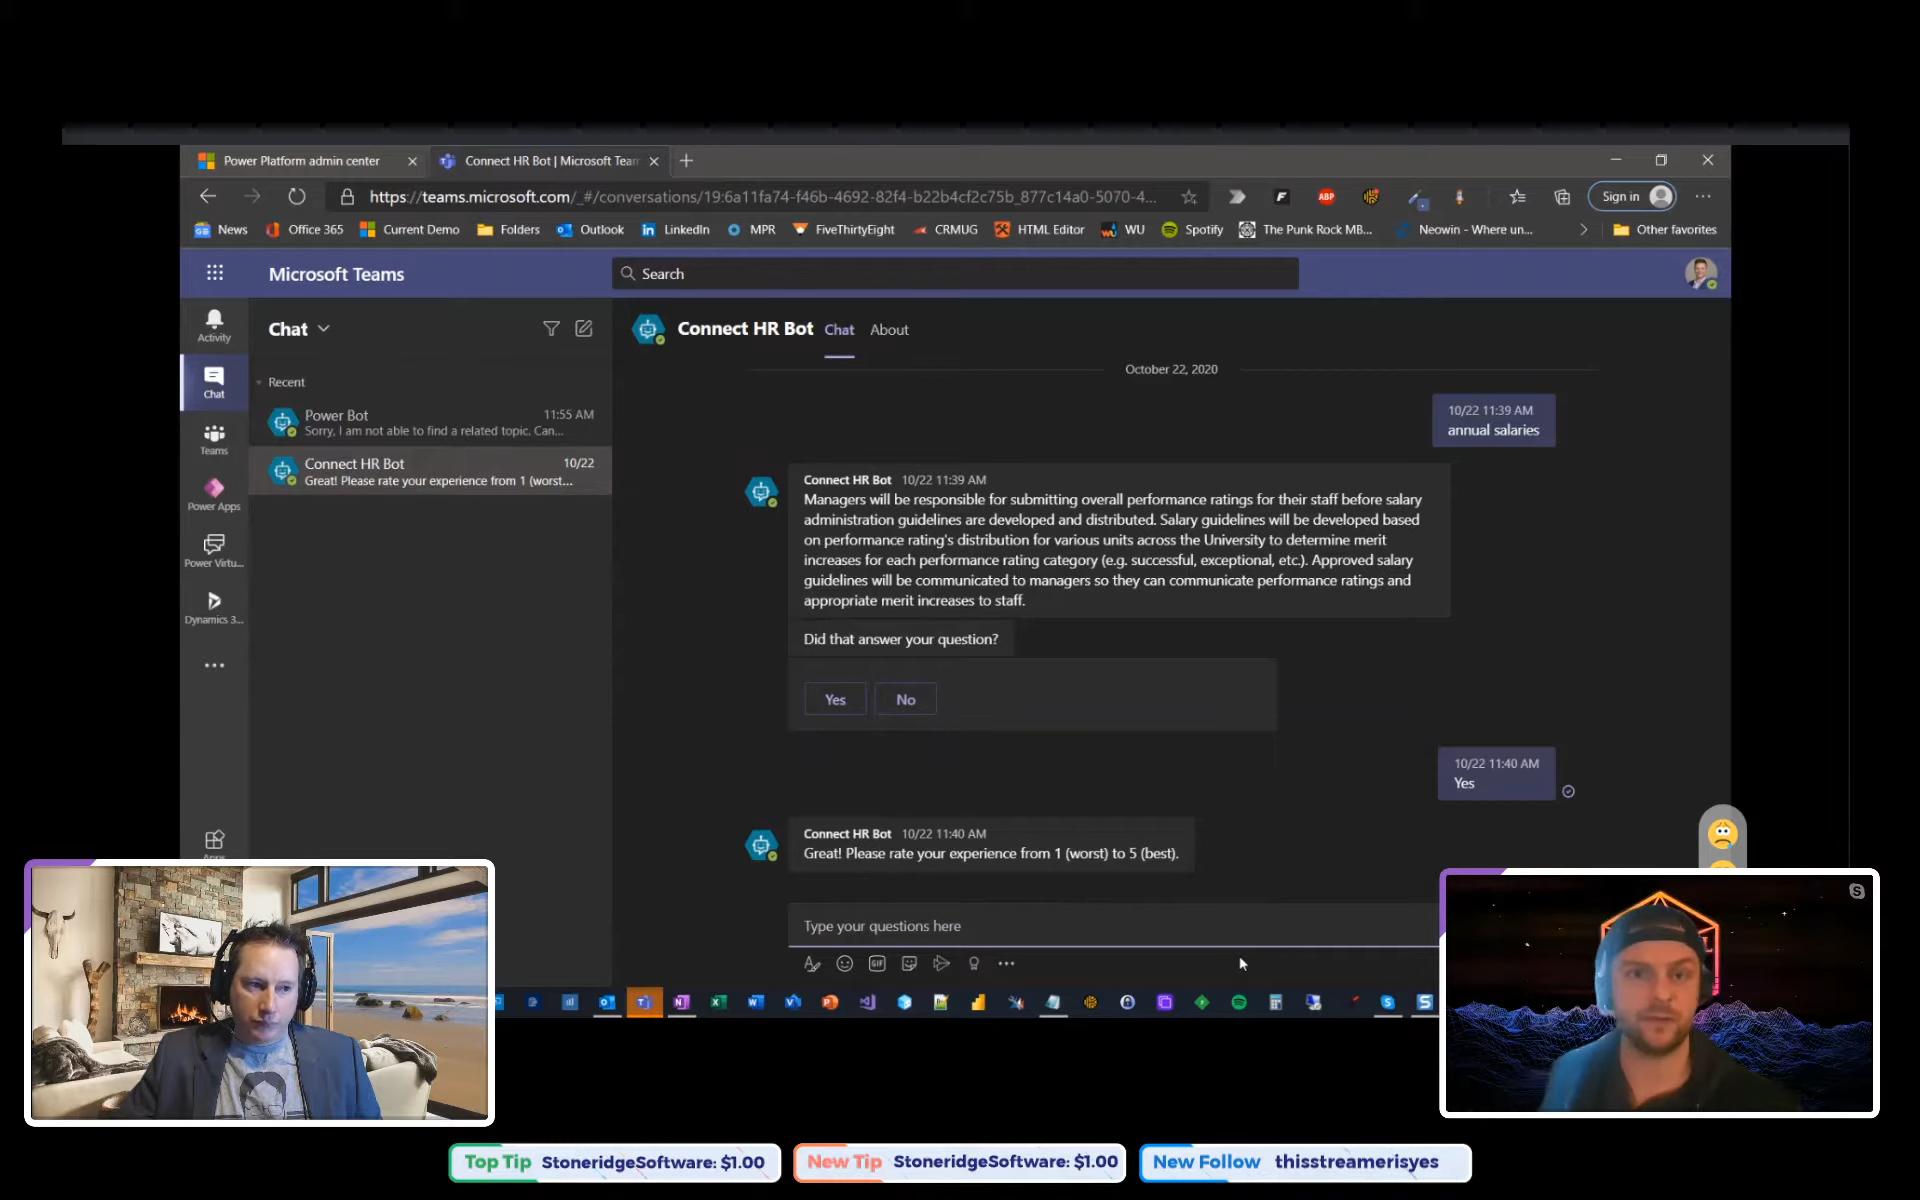 Power Platform admin center
Connect HR Bot | Microsoft Team
https://teams.microsoft.com/_#/conversations/19:6a11fa74-f46b-4692-82f4-b22b4cf2c75b_877c14a0-5070-4...
ABP
Sign in
News
Office 365
Current Demo
Folders
Outlook
LinkedIn
MPR
FiveThirtyEight
CRMUG
HTML Editor
WU
Spotify
The Punk Rock MB...
Neowin - Where un...
Other favorites
Microsoft Teams
Search
Activity
Chat
Teams
Power Apps
Power Virtu...
Dynamics 3...
Apps
Chat
Recent
Power Bot 11:55 AM
Sorry, I am not able to find a related topic. Can...
Connect HR Bot 10/22
Great! Please rate your experience from 1 (worst...
Connect HR Bot Chat About
October 22, 2020
10/22 11:39 AM
annual salaries
Connect HR Bot 10/22 11:39 AM
Managers will be responsible for submitting overall performance ratings for their staff before salary
administration guidelines are developed and distributed. Salary guidelines will be developed based
on performance rating's distribution for various units across the University to determine merit
increases for each performance rating category (e.g. successful, exceptional, etc.). Approved salary
guidelines will be communicated to managers so they can communicate performance ratings and
appropriate merit increases to staff.
Did that answer your question?
Yes No
10/22 11:40 AM
Yes
Connect HR Bot 10/22 11:40 AM
Great! Please rate your experience from 1 (worst) to 5 (best).
Type your questions here
GIF
Top Tip StoneridgeSoftware: $1.00
New Tip StoneridgeSoftware: $1.00
New Follow thisstreamerisyes